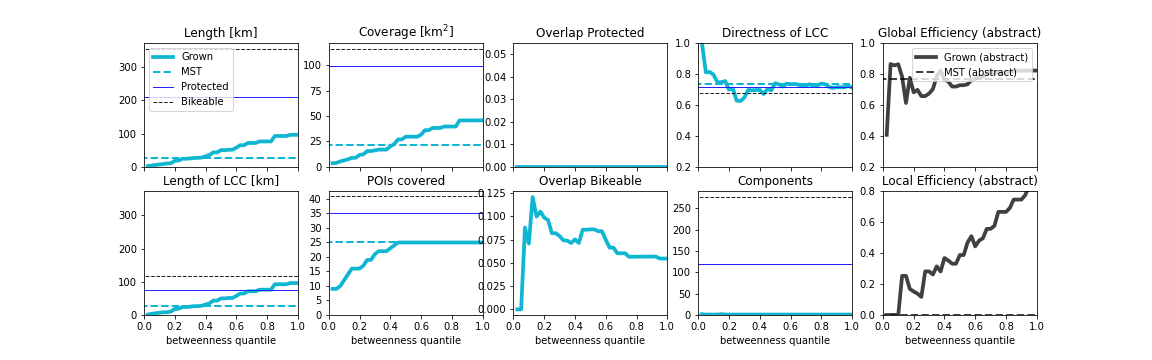 Length [km]
Coverage [km²]
Overlap Protected
Directness of LCC
Global Efficiency (abstract)
300
200
100
0
Grown
MST
Protected
Bikeable
100
75
50
25
0
0.05
0.04
0.03
0.02
0.01
0.00
1.0
0.8
0.6
0.4
0.2
1.0
0.8
0.6
0.4
0.2
Grown (abstract)
MST (abstract)
Length of LCC [km]
POIs covered
Overlap Bikeable
Components
Local Efficiency (abstract)
300
200
100
0
0.0 0.2 0.4 0.6 0.8 1.0
betweenness quantile
40
35
30
25
20
15
10
5
0
0.0 0.2 0.4 0.6 0.8 1.0
betweenness quantile
0.125
0.100
0.075
0.050
0.025
0.000
0.0 0.2 0.4 0.6 0.8 1.0
betweenness quantile
250
200
150
100
50
0
0.0 0.2 0.4 0.6 0.8 1.0
betweenness quantile
0.8
0.6
0.4
0.2
0.0
0.0 0.2 0.4 0.6 0.8 1.0
betweenness quantile